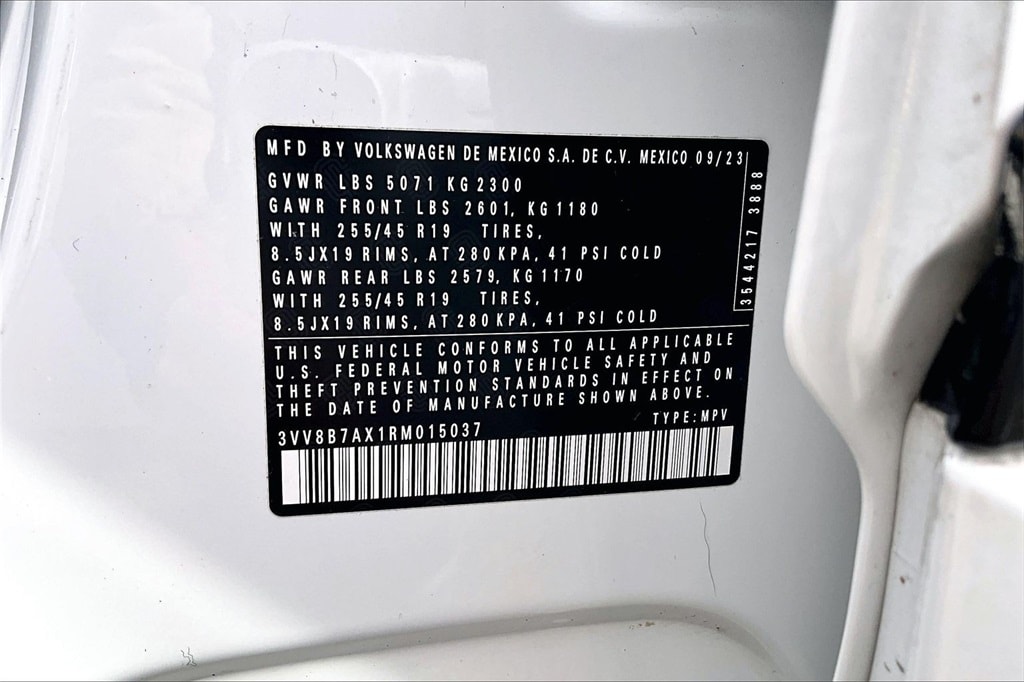 MFD BY VOLKSWAGEN DE MEXICO S.A. DE C.V. MEXICO 09/23
GVWR LBS 5071 KG 2300
GAWR FRONT LBS 2601, KG 1180
WITH 255/45 R19 TIRES,
8.5JX19 RIMS, AT 280 KPA, 41 PSI COLD
GAWR REAR LBS 2579, KG 1170
WITH 255/45 R19 TIRES,
8.5JX19 RIMS, AT 280 KPA, 41 PSI COLD
3544217 3888
THIS VEHICLE CONFORMS TO ALL APPLICABLE
U.S. FEDERAL MOTOR VEHICLE SAFETY AND
THEFT PREVENTION STANDARDS IN EFFECT ON
THE DATE OF MANUFACTURE SHOWN ABOVE.
3VV8B7AX1RM015037 TYPE: MPV